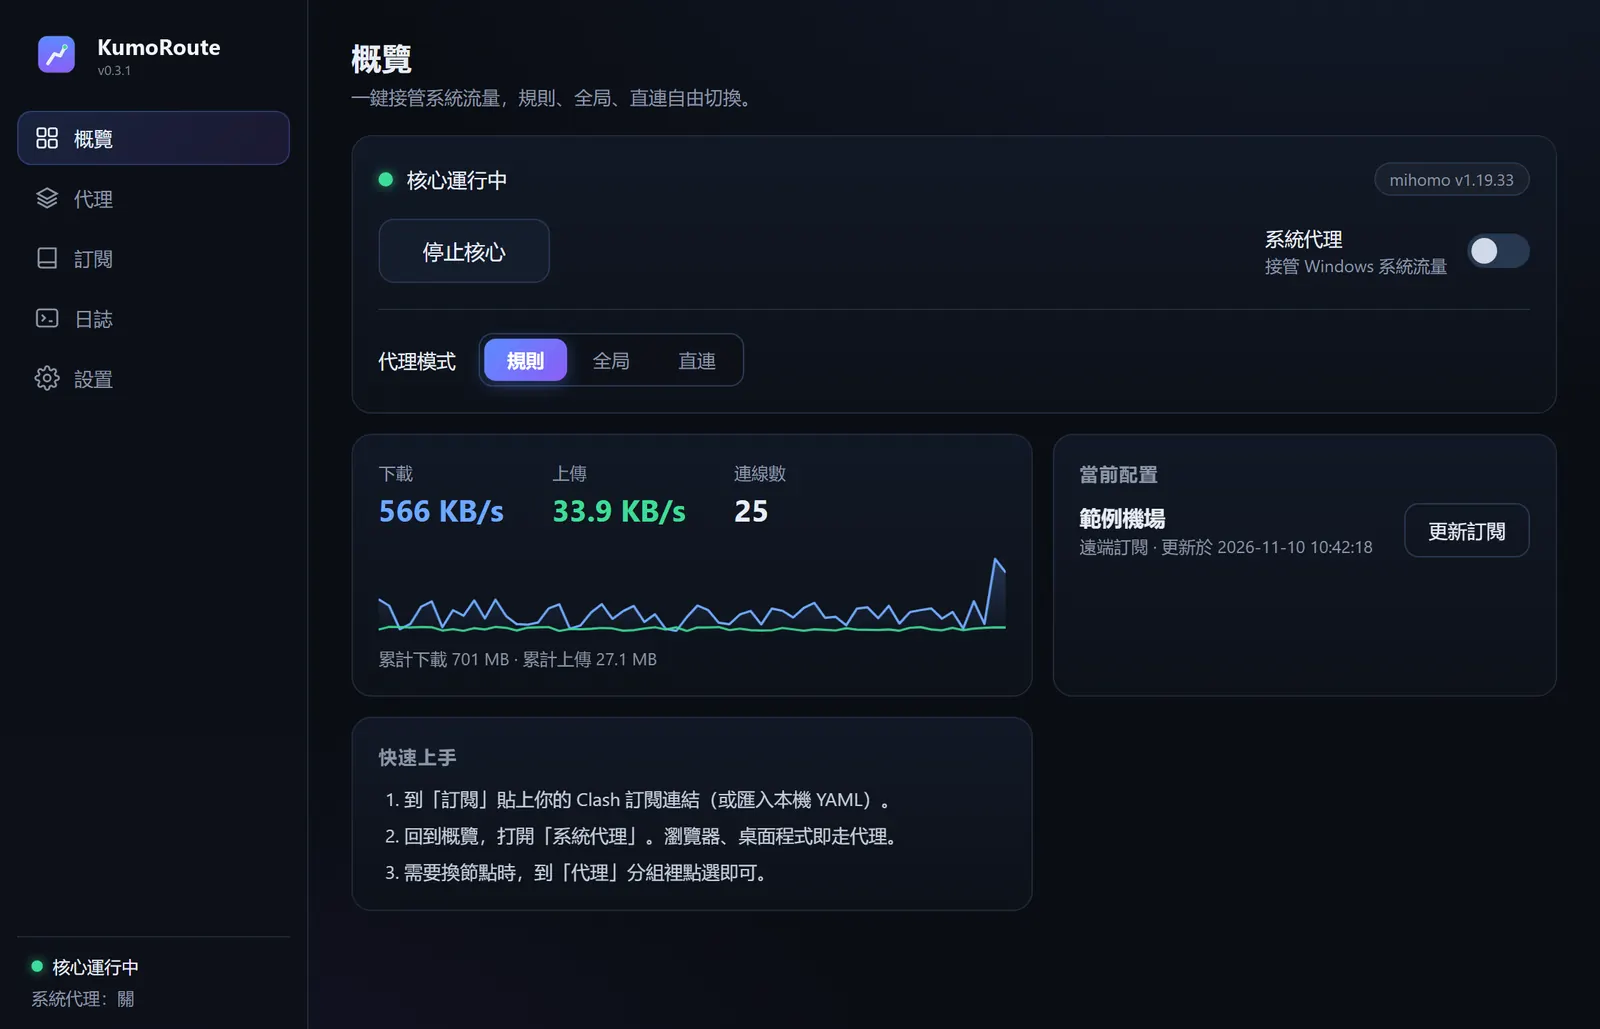 KumoRoute
v0.3.1
概覽
代理
訂閱
日誌
設置
核心運行中
系統代理：關
概覽
一鍵接管系統流量，規則、全局、直連自由切換。
核心運行中
mihomo v1.19.33
停止核心
系統代理
接管 Windows 系統流量
代理模式
規則
全局
直連
下載
上傳
連線數
566 KB/s
33.9 KB/s
25
累計下載 701 MB · 累計上傳 27.1 MB
當前配置
範例機場
遠端訂閱 · 更新於 2026-11-10 10:42:18
更新訂閱
快速上手
1. 到「訂閱」貼上你的 Clash 訂閱連結（或匯入本機 YAML）。
2. 回到概覽，打開「系統代理」。瀏覽器、桌面程式即走代理。
3. 需要換節點時，到「代理」分組裡點選即可。